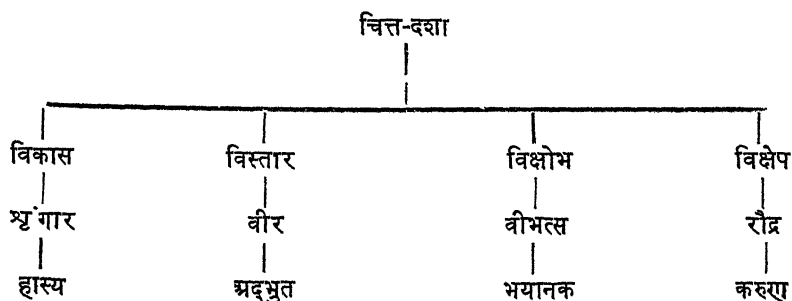 चित्त-दशा
विकास विस्तार विक्षोभ विक्षेप
शृंगार वीर वीभत्स रौद्र
हास्य अद्भुत भयानक करुण